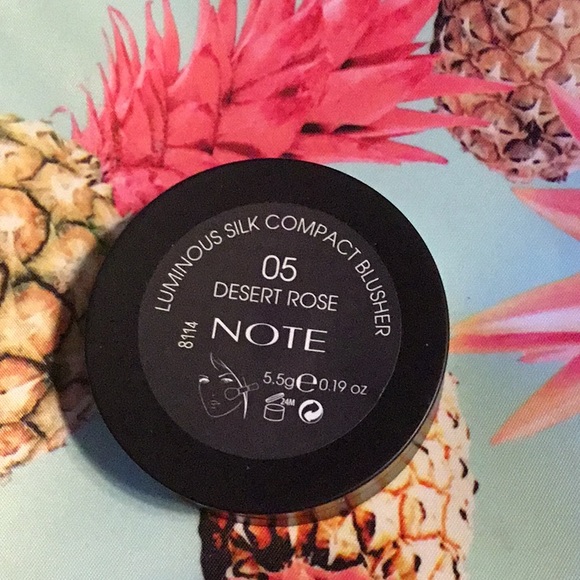 LUMINOUS SILK COMPACT BLUSHER
05
DESERT ROSE
NOTE
8114
5.5g e 0.19 oz
24M